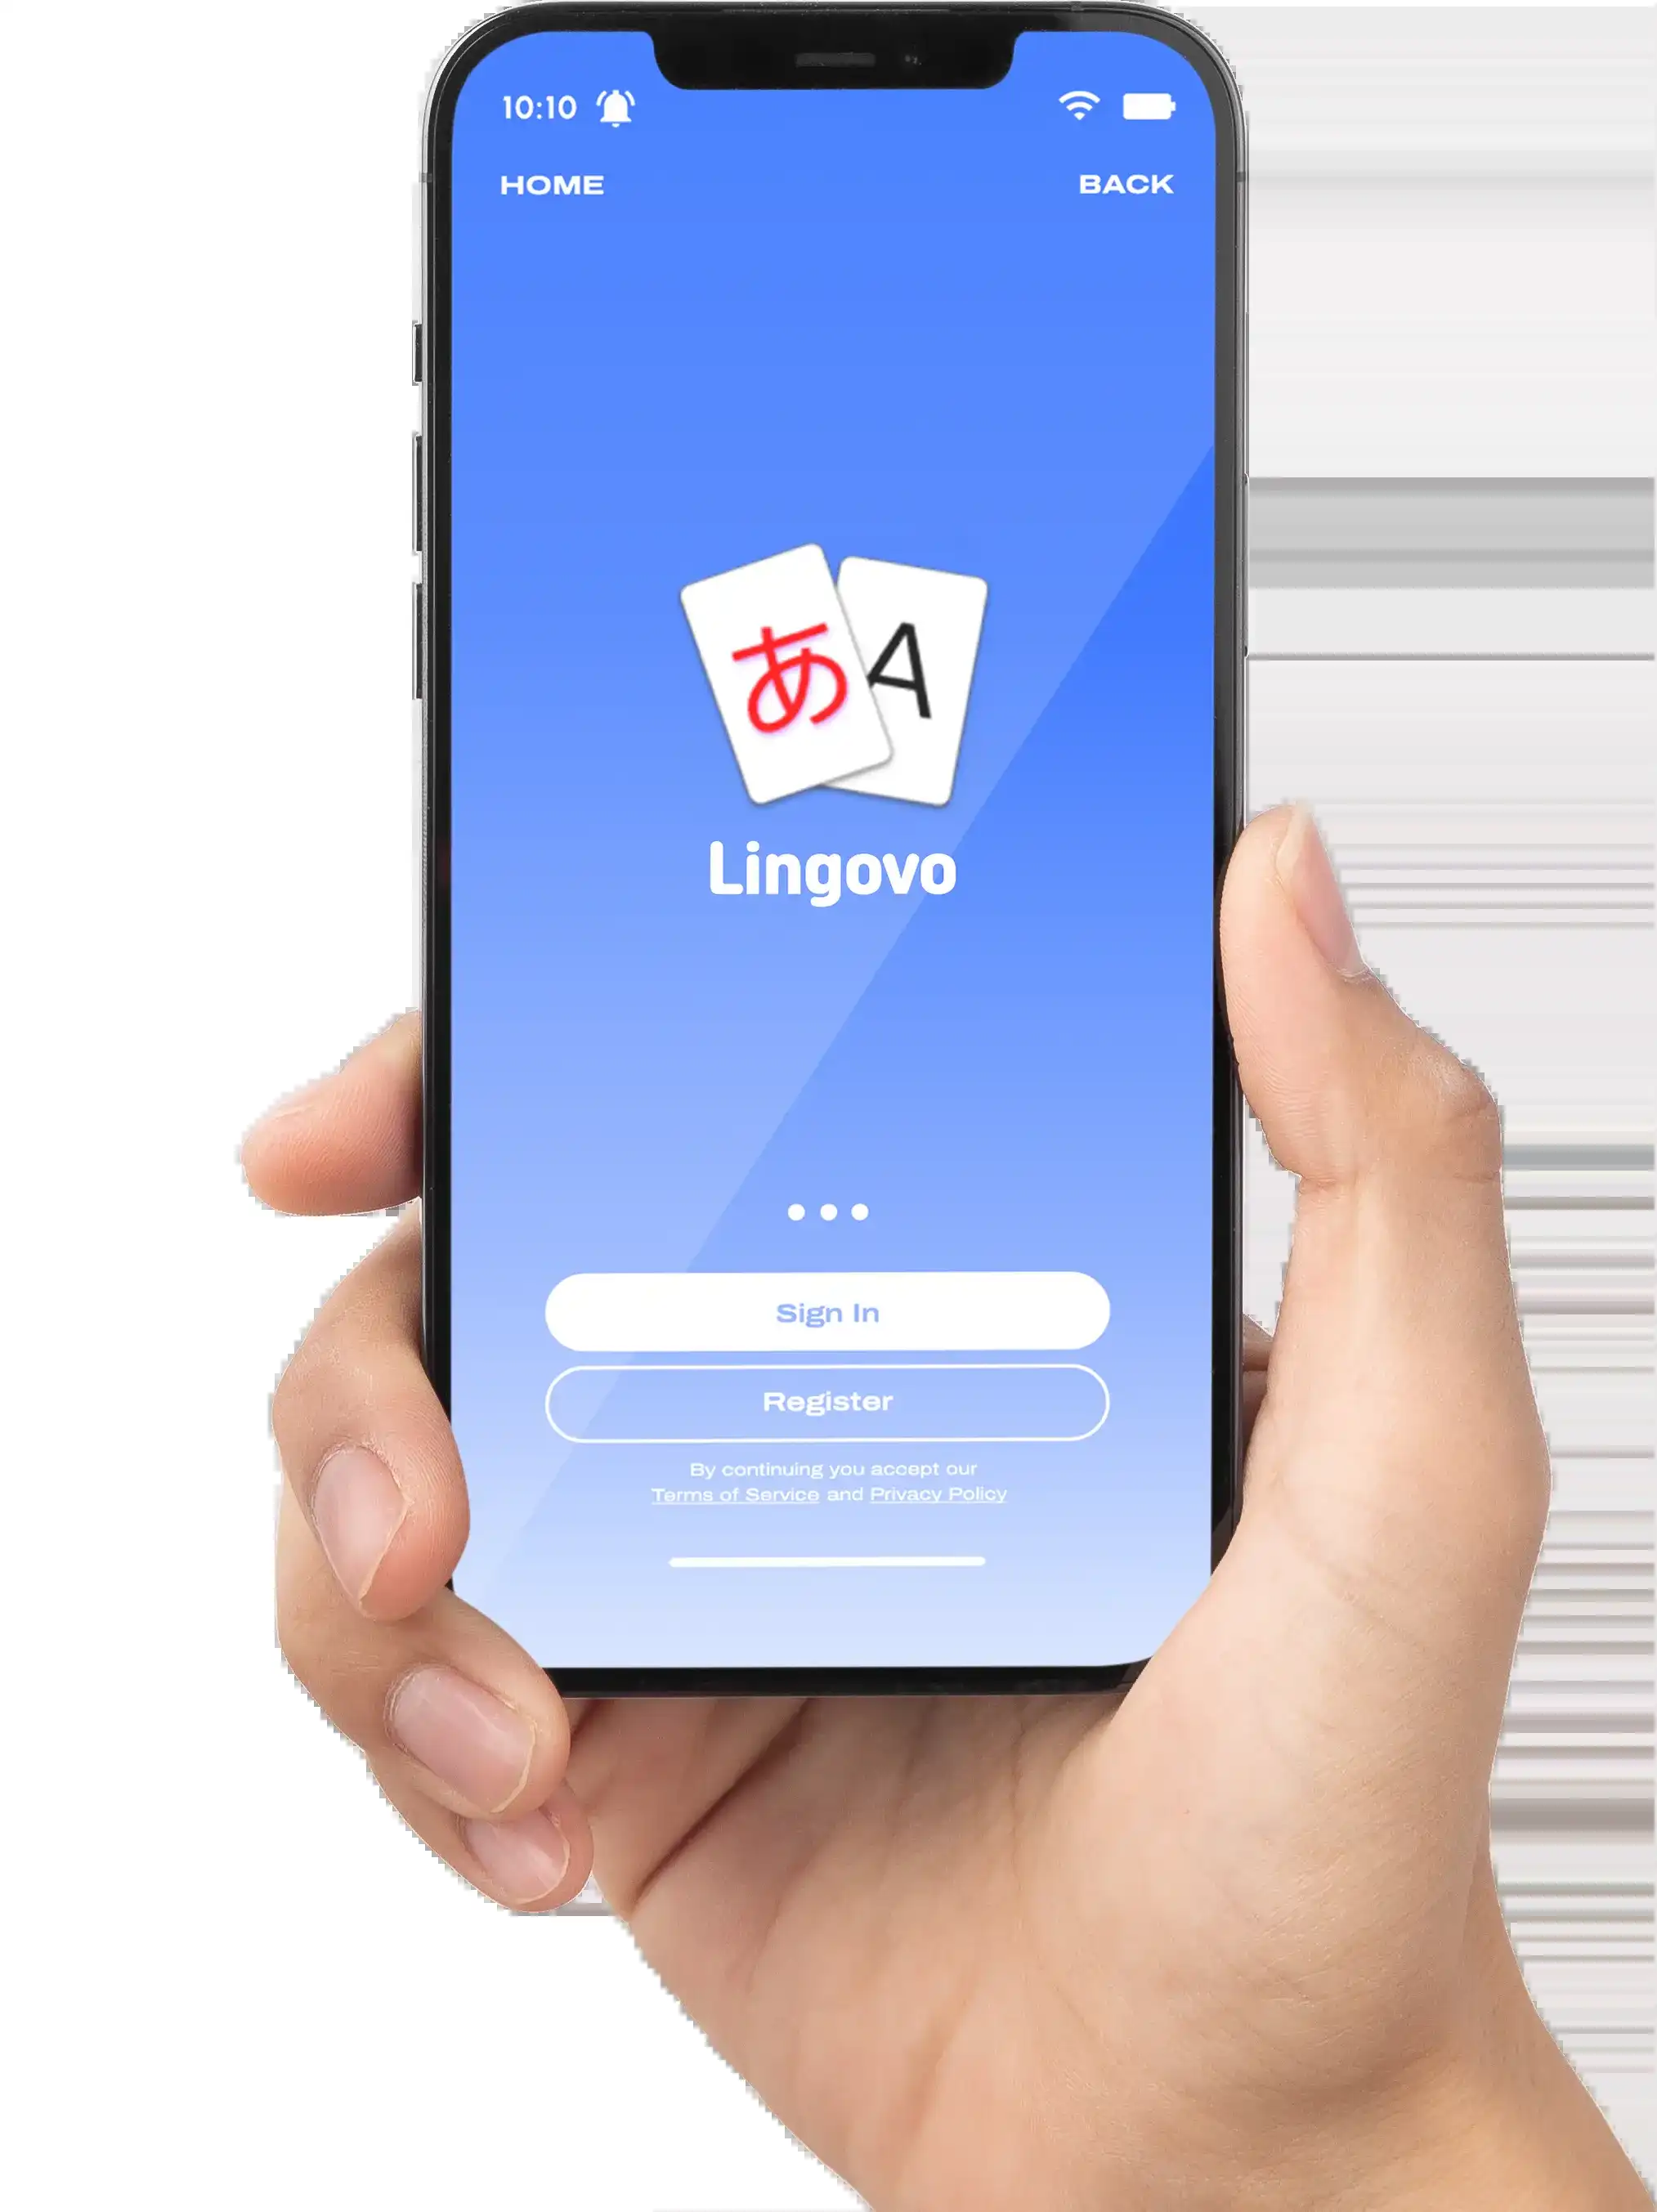 10:10
HOME
BACK
あ A
Lingovo
Sign In
Register
By continuing you accept our
Terms of Service and Privacy Policy